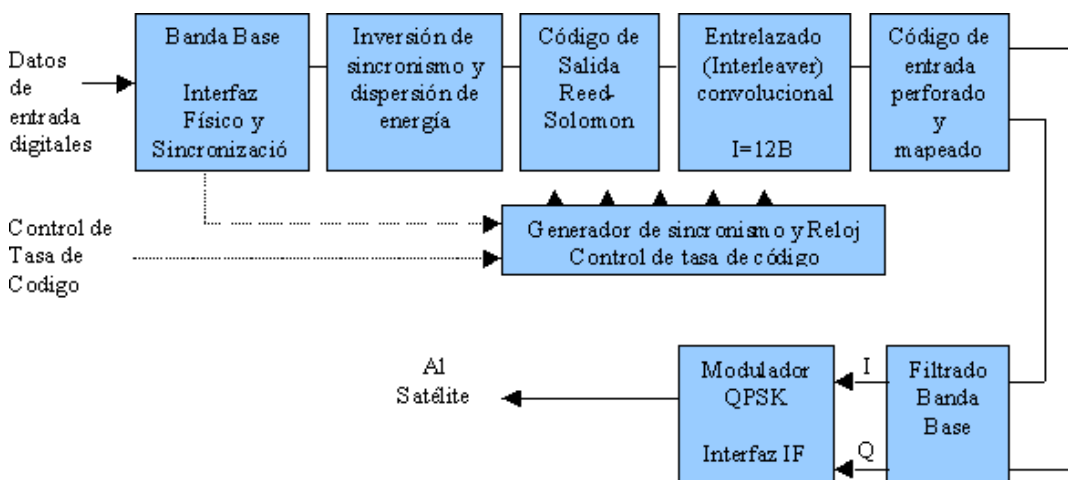 Datos
de
entrada
digitales
Banda Base
Interfaz
Físico y
Sincronizació
Inversión de
sincronismo y
dispersión de
energía
Código de
Salida
Reed-
Solomon
Entrelazado
(Interleaver)
convolucional
I=12B
Código de
entrada
perforado
y
mapeado
Control de
Tasa de
Codigo
Generador de sincronismo y Reloj
Control de tasa de código
Al
Satélite
Modulador
QPSK
Interfaz IF
I
Q
Filtrado
Banda
Base